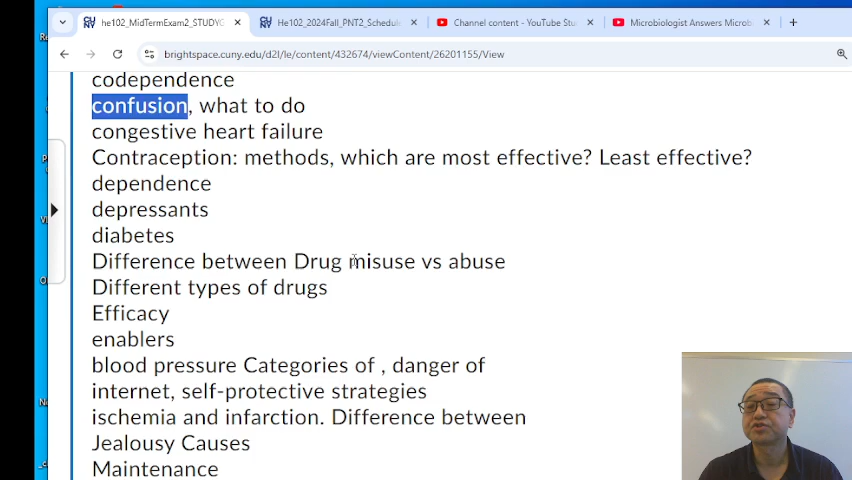 he102_MidTermExam2_STUDYG
He102_2024Fall_PNT2_Schedule
Channel content - YouTube Stu
Microbiologist Answers Microbi
brightspace.cuny.edu/d2l/le/content/432674/viewContent/26201155/View
codependence
confusion, what to do
congestive heart failure
Contraception: methods, which are most effective? Least effective?
dependence
depressants
diabetes
Difference between Drug misuse vs abuse
Different types of drugs
Efficacy
enablers
blood pressure Categories of , danger of
internet, self-protective strategies
ischemia and infarction. Difference between
Jealousy Causes
Maintenance